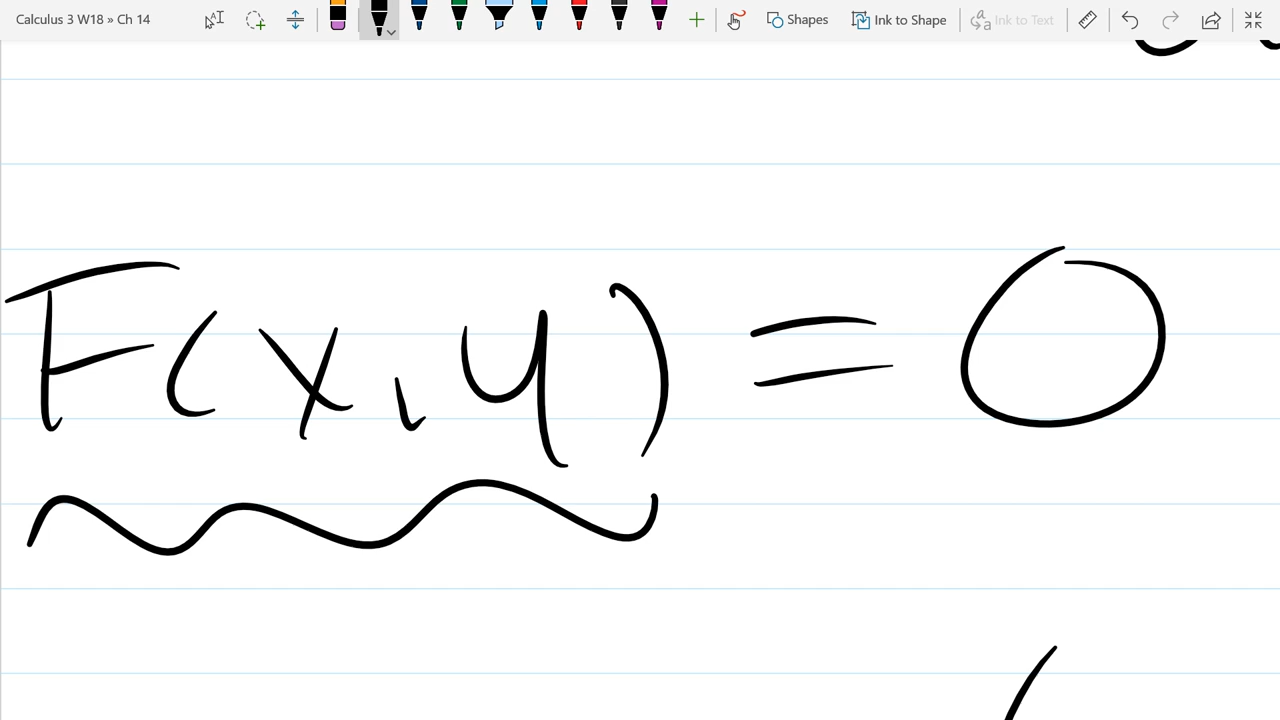 Calculus 3 W18 » Ch 14
Shapes
Ink to Shape
Ink to Text
F(x,y) = 0